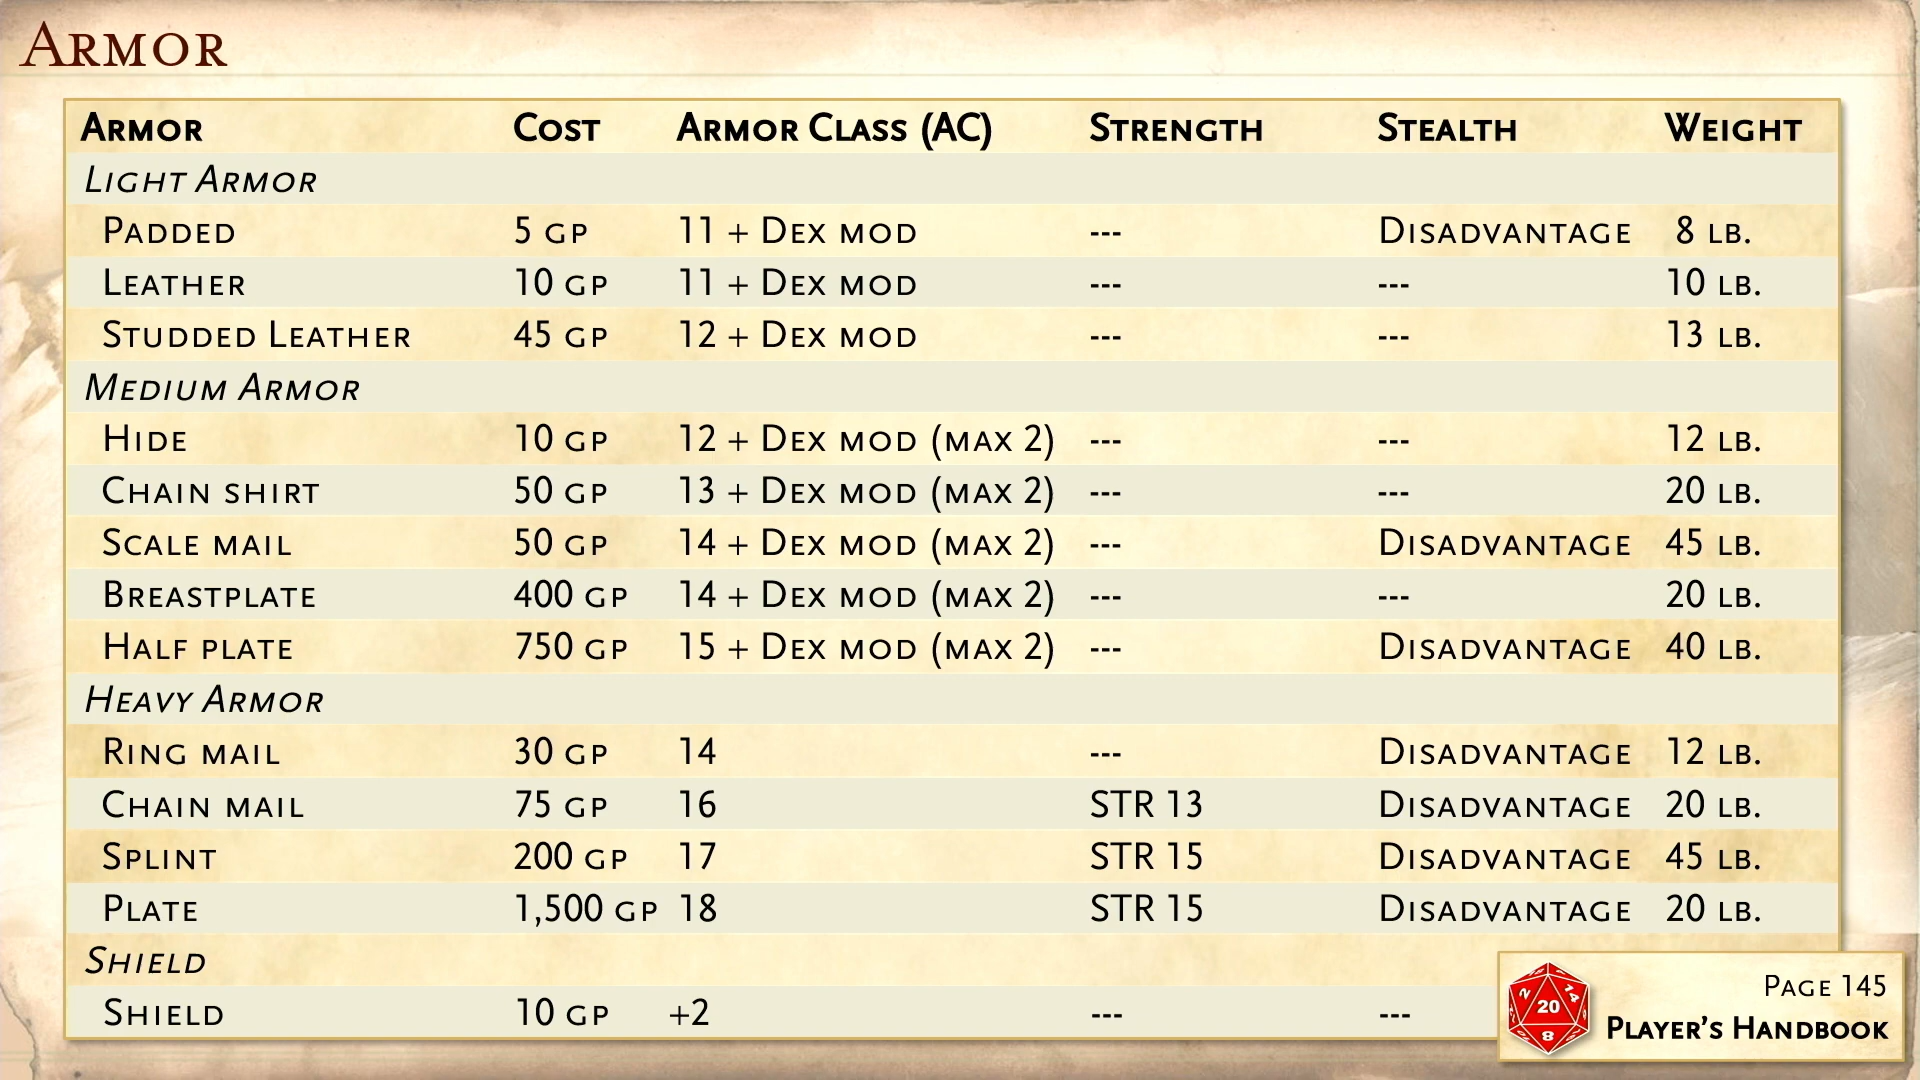 Armor
Armor Cost Armor Class (AC) Strength Stealth Weight
Light Armor
Padded 5 gp 11 + Dex mod --- Disadvantage 8 lb.
Leather 10 gp 11 + Dex mod --- --- 10 lb.
Studded Leather 45 gp 12 + Dex mod --- --- 13 lb.
Medium Armor
Hide 10 gp 12 + Dex mod (max 2) --- --- 12 lb.
Chain shirt 50 gp 13 + Dex mod (max 2) --- --- 20 lb.
Scale mail 50 gp 14 + Dex mod (max 2) --- Disadvantage 45 lb.
Breastplate 400 gp 14 + Dex mod (max 2) --- --- 20 lb.
Half plate 750 gp 15 + Dex mod (max 2) --- Disadvantage 40 lb.
Heavy Armor
Ring mail 30 gp 14 --- Disadvantage 12 lb.
Chain mail 75 gp 16 STR 13 Disadvantage 20 lb.
Splint 200 gp 17 STR 15 Disadvantage 45 lb.
Plate 1,500 gp 18 STR 15 Disadvantage 20 lb.
Shield
Shield 10 gp +2 --- ---
Page 145
Player's Handbook
2 14
20
8